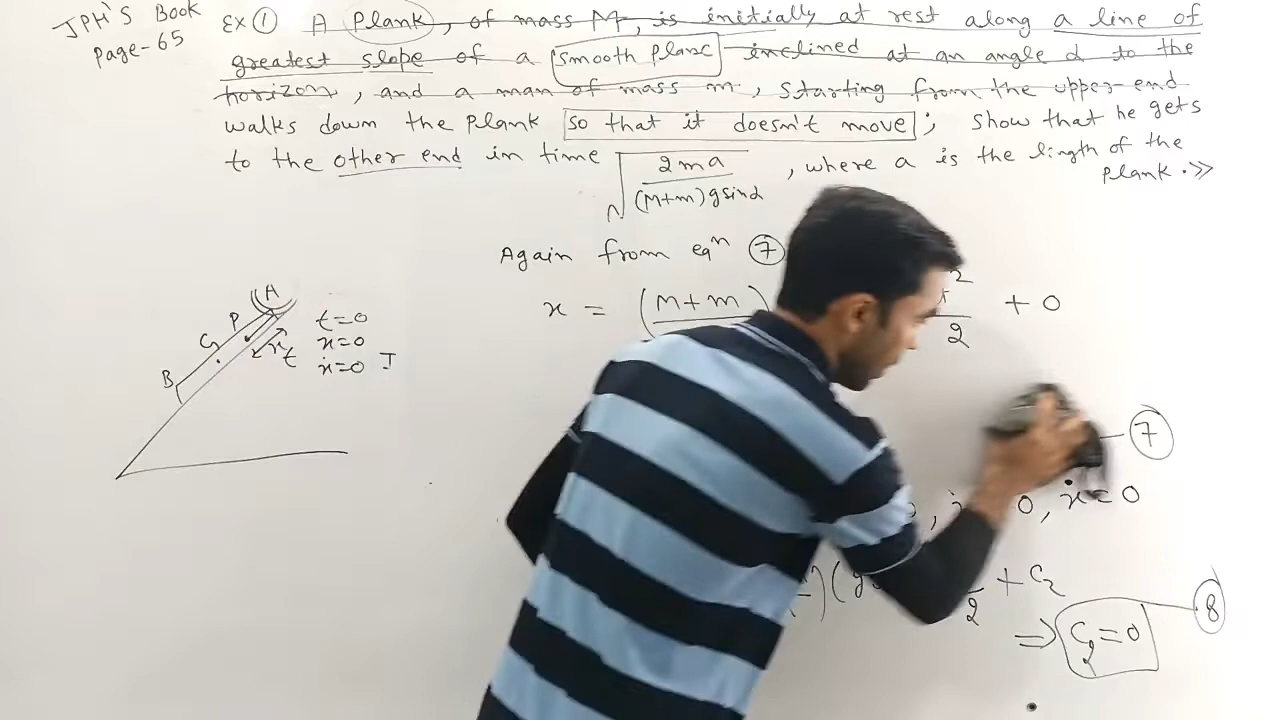 JPH'S Book
Page-65
Ex ① A Plank, of mass M, is initially at rest along a line of
greatest slope of a smooth plane inclined at an angle α to the
horizon, and a man of mass m, starting from the upper end
walks down the plank so that it doesn't move; show that he gets
to the other end in time √(2ma/((M+m)g sinα)), where a is the length of the
plank.>>
Again from eqⁿ ⑦
x = (M+m 2/2 + 0
A
P
G
B
x
t
t=0
x=0
ẋ=0 J
⑦
, 0, ẋ=0
)( 2 + C₂
⇒ C₂=0 ⑧